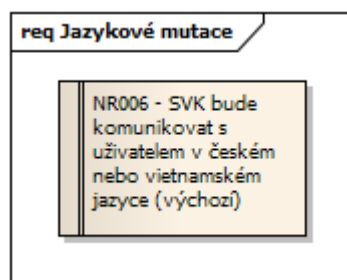 req Jazykové mutace
NR006 - SVK bude
komunikovat s
uživatelem v českém
nebo vietnamském
jazyce (výchozí)